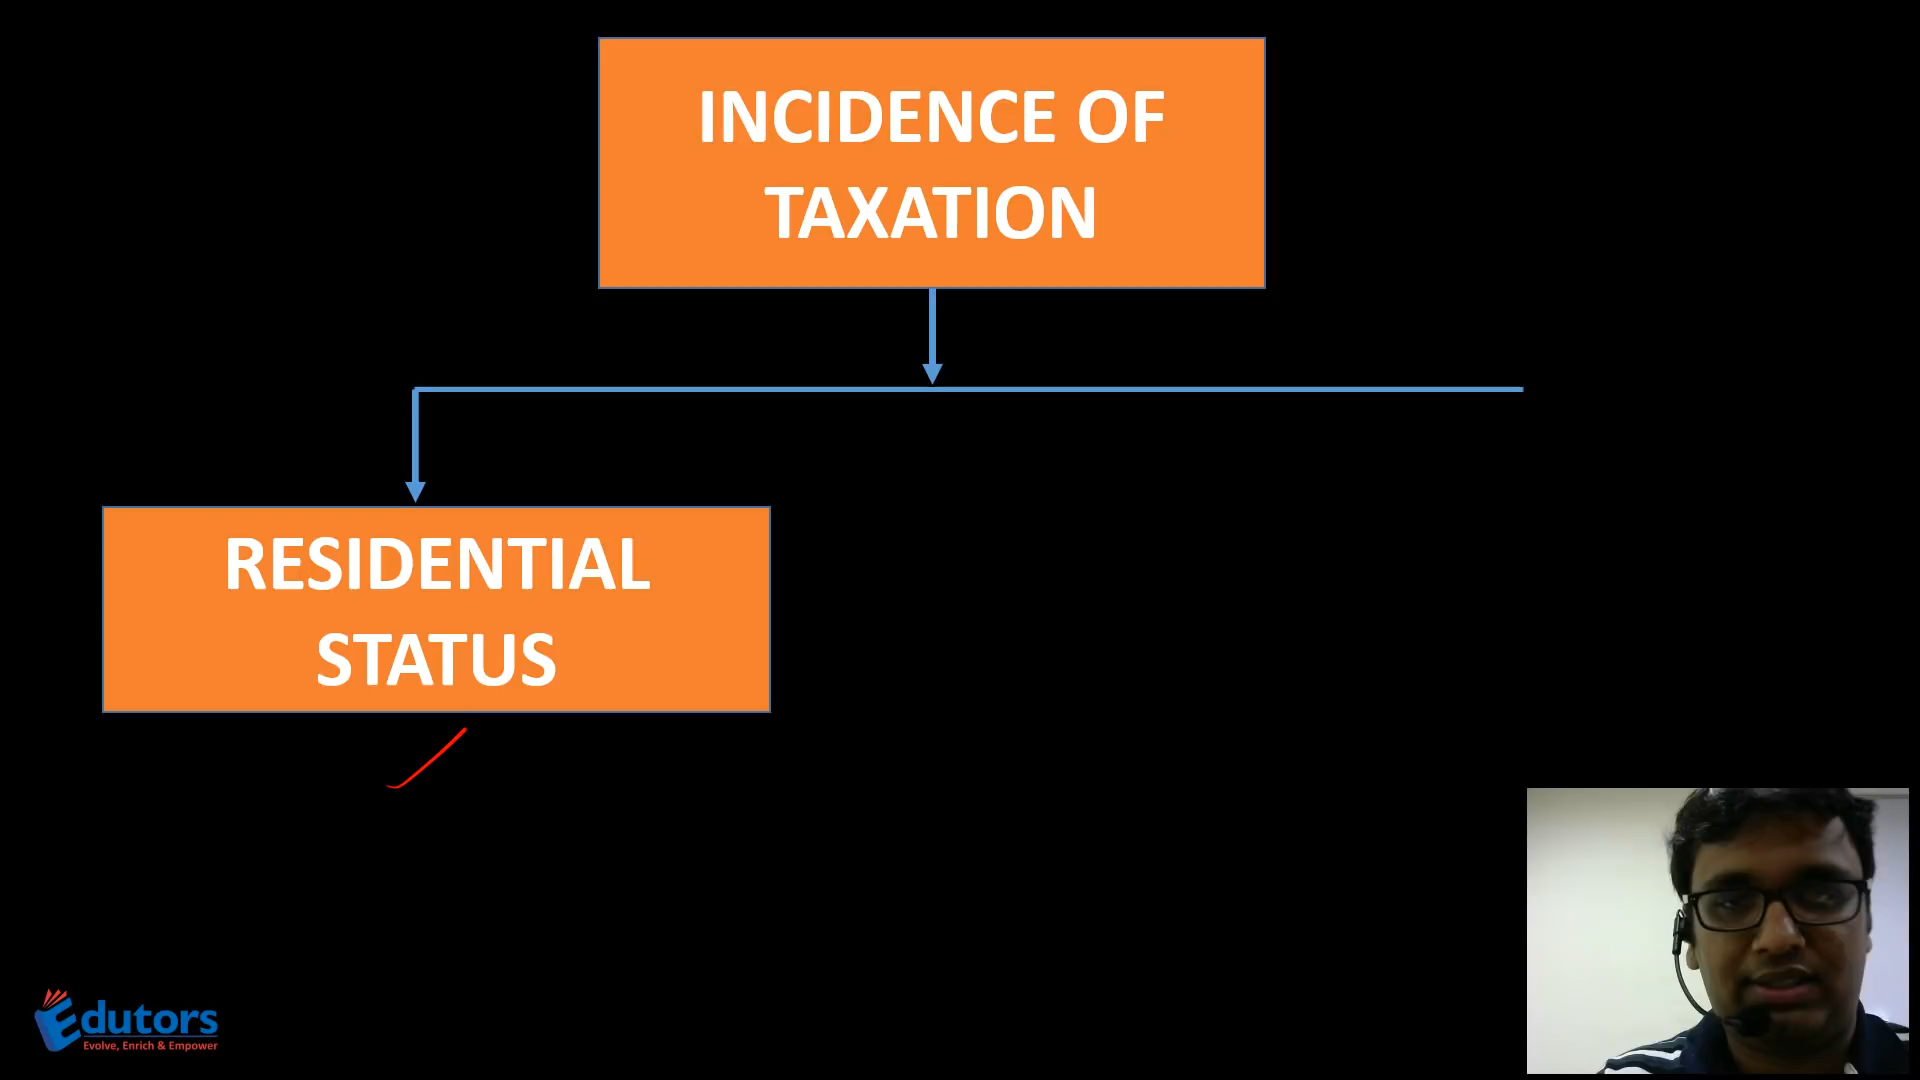 INCIDENCE OF
TAXATION
RESIDENTIAL
STATUS
Edutors
Evolve, Enrich & Empower